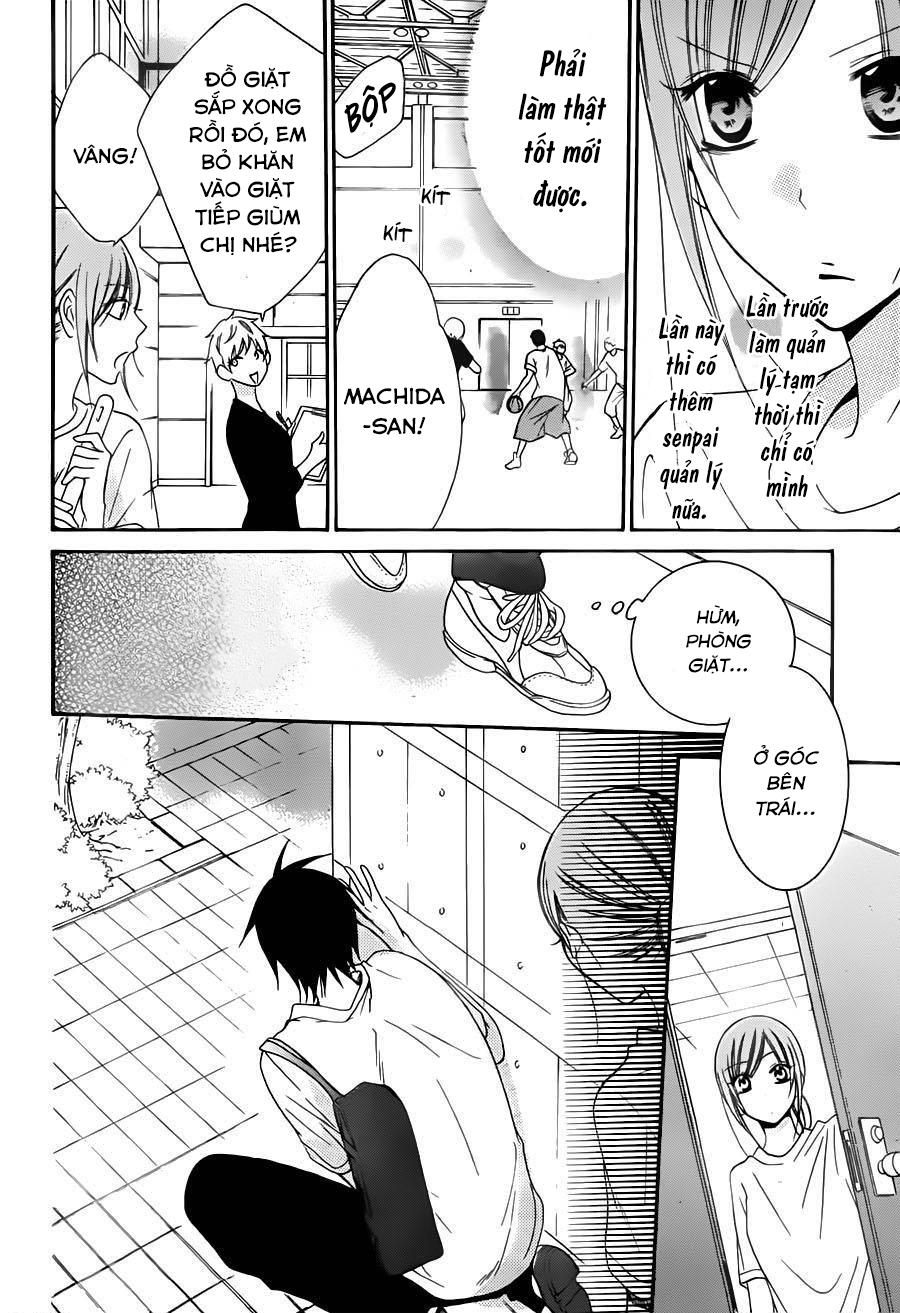 Phải
làm thật
tốt mới
được.
Lần trước
làm quản
lý tạm
thời thì
chỉ có
mình
Lần này
thì có
thêm
senpai
quản lý
nữa.
BỘP
KÍT
KÍT
MACHIDA
-SAN!
ĐỒ GIẶT
SẮP XONG
RỒI ĐÓ, EM
BỎ KHĂN
VÀO GIẶT
TIẾP GIÙM
CHỊ NHÉ?
VÂNG!
HỪM,
PHÒNG
GIẶT...
Ở GÓC
BÊN
TRÁI...